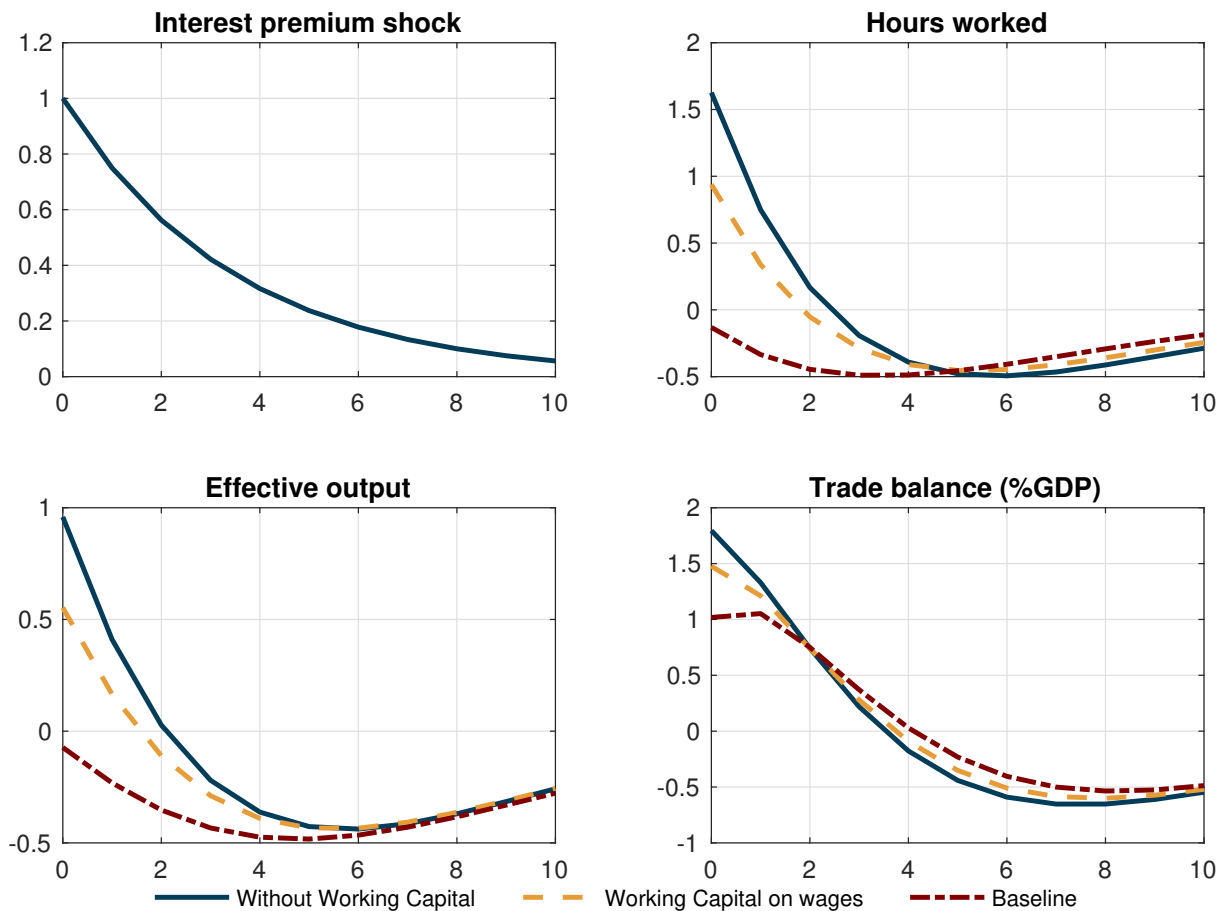 Interest premium shock
1.2
1
0.8
0.6
0.4
0.2
0
0 2 4 6 8 10
Hours worked
2
1.5
1
0.5
0
-0.5
0 2 4 6 8 10
Effective output
1
0.5
0
-0.5
0 2 4 6 8 10
Trade balance (%GDP)
2
1.5
1
0.5
0
-0.5
-1
0 2 4 6 8 10
Without Working Capital Working Capital on wages Baseline